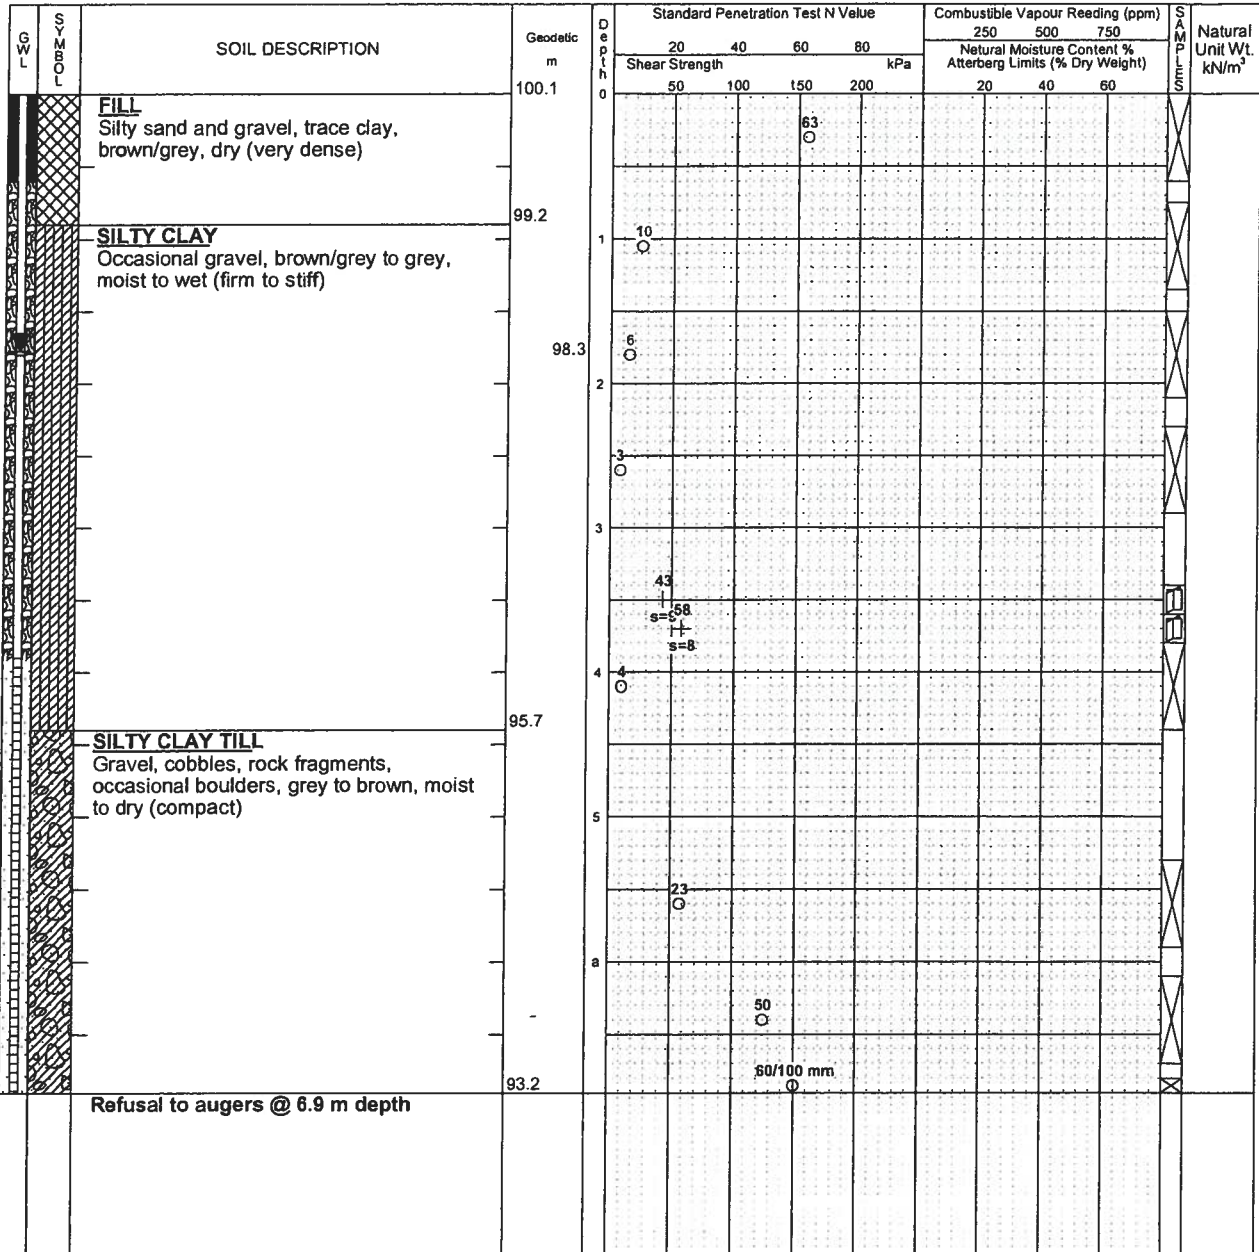 GWL
SYMBOL
SOIL DESCRIPTION
Geodetic
m
Depth
Standard Penetration Test N Velue
20 40 60 80
Shear Strength kPa
50 100 150 200
Combustible Vapour Reeding (ppm)
250 500 750
Netural Moisture Content %
Atterberg Limits (% Dry Weight)
20 40 60
SAMPLES
Natural
Unit Wt.
kN/m³
100.1
0
FILL
Silty sand and gravel, trace clay,
brown/grey, dry (very dense)
63
99.2
SILTY CLAY
Occasional gravel, brown/grey to grey,
moist to wet (firm to stiff)
10
1
98.3
6
2
3
3
43
s=9
58
s=8
4
4
95.7
SILTY CLAY TILL
Gravel, cobbles, rock fragments,
occasional boulders, grey to brown, moist
to dry (compact)
5
23
50
-
60/100 mm
93.2
Refusal to augers @ 6.9 m depth